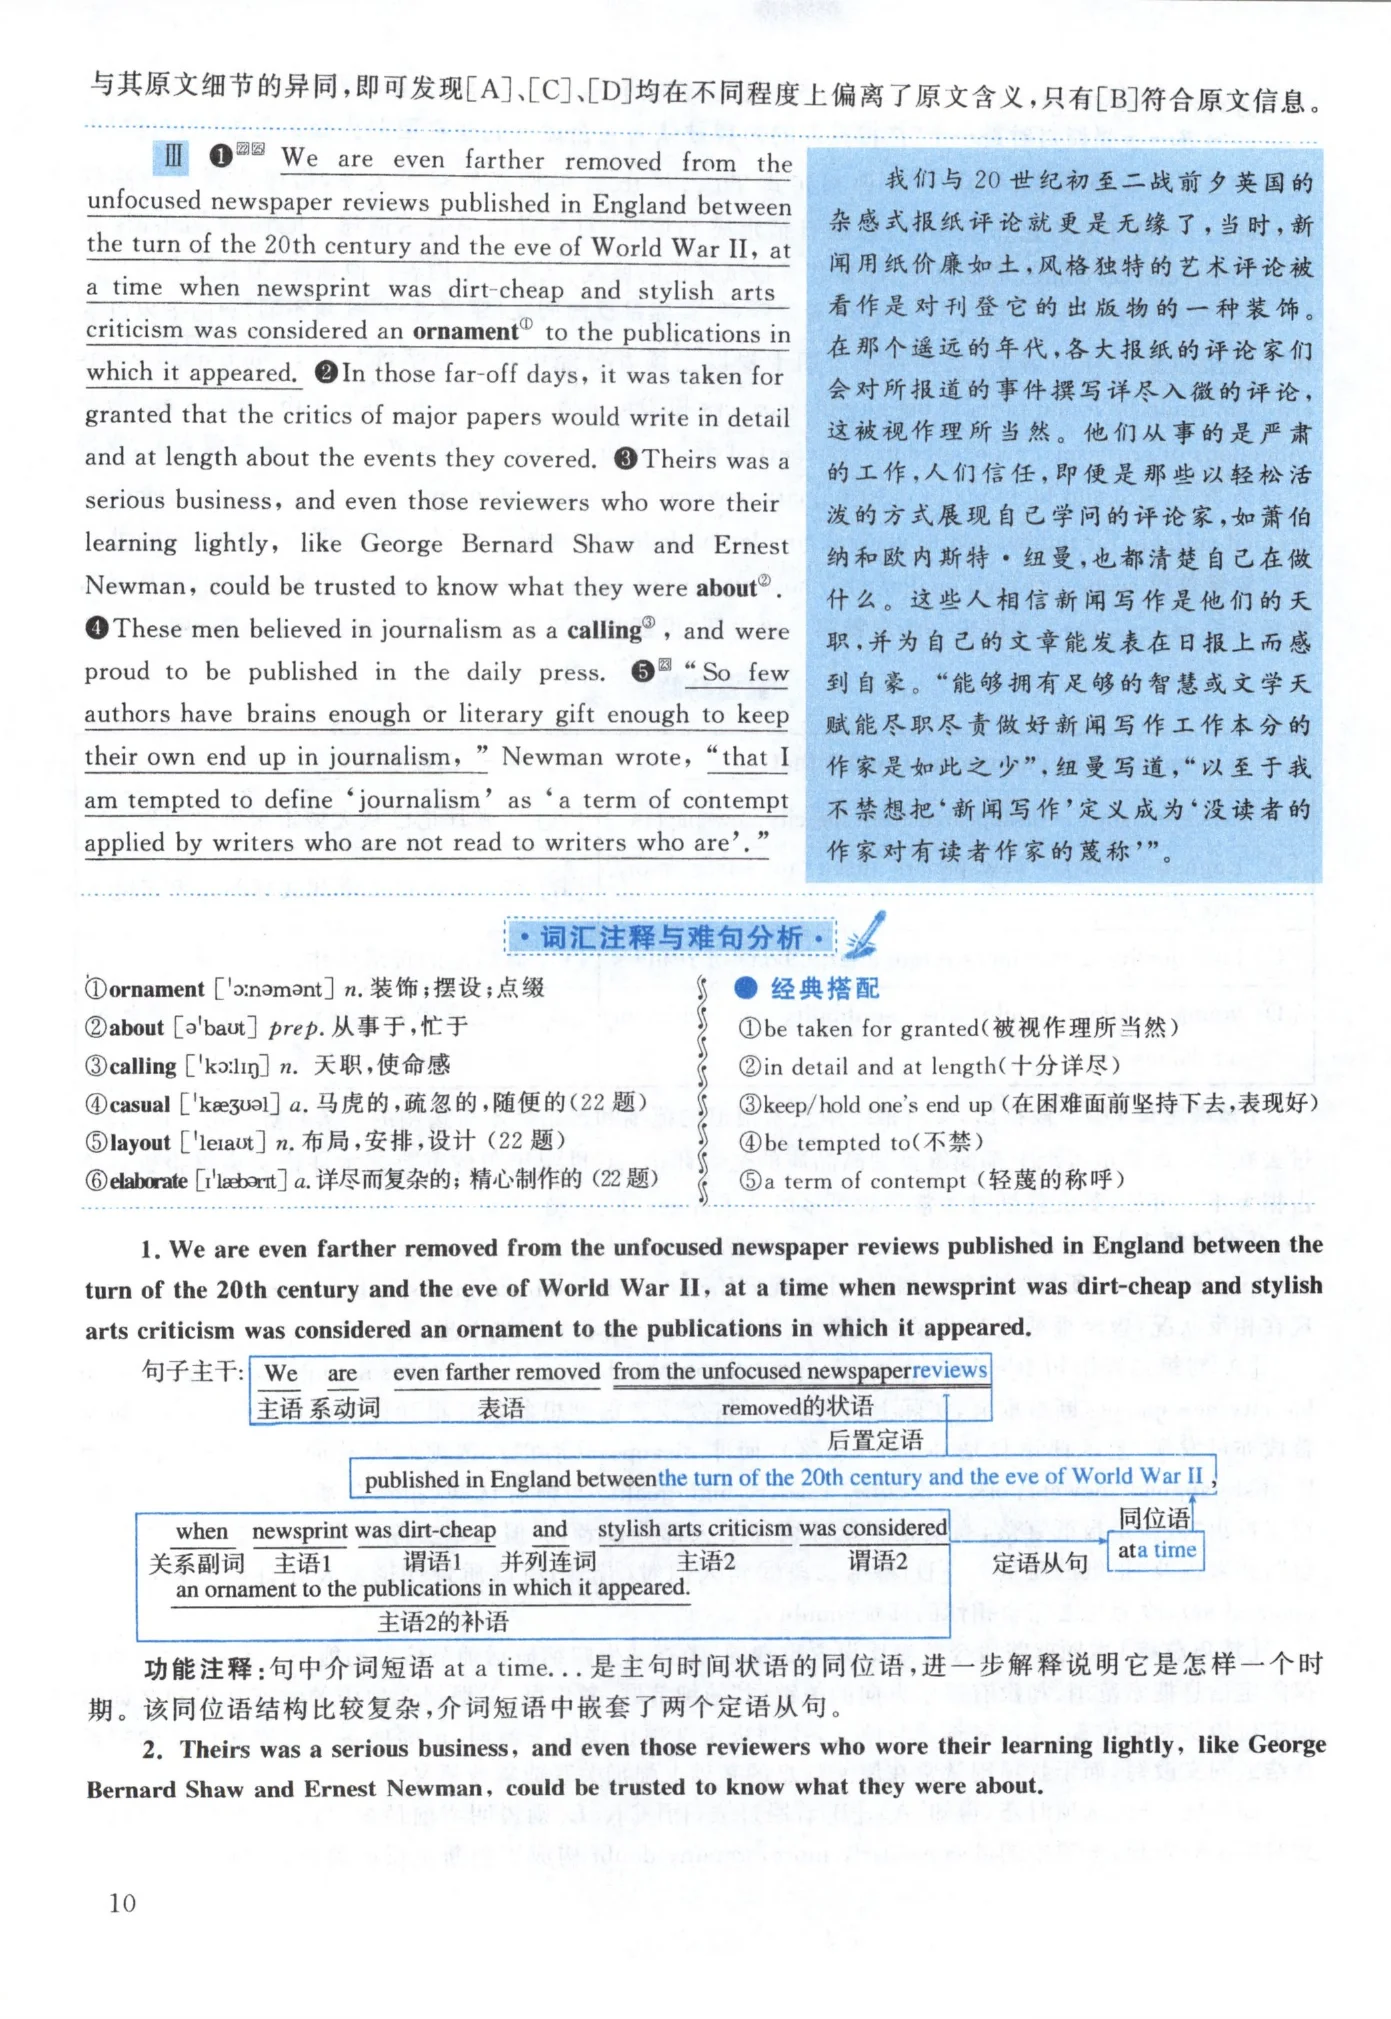 与其原文细节的异同,即可发现[A]、[C]、[D]均在不同程度上偏离了原文含义,只有[B]符合原文信息。
Ⅲ ❶㉒㉓ We are even farther removed from the
unfocused newspaper reviews published in England between
the turn of the 20th century and the eve of World War II, at
a time when newsprint was dirt-cheap and stylish arts
criticism was considered an ornament① to the publications in
which it appeared. ❷In those far-off days, it was taken for
granted that the critics of major papers would write in detail
and at length about the events they covered. ❸Theirs was a
serious business, and even those reviewers who wore their
learning lightly, like George Bernard Shaw and Ernest
Newman, could be trusted to know what they were about②.
❹These men believed in journalism as a calling③, and were
proud to be published in the daily press. ❺㉓ “So few
authors have brains enough or literary gift enough to keep
their own end up in journalism,” Newman wrote, “that I
am tempted to define ‘journalism’ as ‘a term of contempt
applied by writers who are not read to writers who are’.”
我们与20世纪初至二战前夕英国的
杂感式报纸评论就更是无缘了,当时,新
闻用纸价廉如土,风格独特的艺术评论被
看作是对刊登它的出版物的一种装饰。
在那个遥远的年代,各大报纸的评论家们
会对所报道的事件撰写详尽入微的评论,
这被视作理所当然。他们从事的是严肃
的工作,人们信任,即便是那些以轻松活
泼的方式展现自己学问的评论家,如萧伯
纳和欧内斯特·纽曼,也都清楚自己在做
什么。这些人相信新闻写作是他们的天
职,并为自己的文章能发表在日报上而感
到自豪。“能够拥有足够的智慧或文学天
赋能尽职尽责做好新闻写作工作本分的
作家是如此之少”,纽曼写道,“以至于我
不禁想把‘新闻写作’定义成为‘没读者的
作家对有读者作家的蔑称’”。
·词汇注释与难句分析·
①ornament ['ɔ:nəmənt] n. 装饰;摆设;点缀
②about [ə'baʊt] prep. 从事于,忙于
③calling ['kɔ:lɪŋ] n. 天职,使命感
④casual ['kæʒʊəl] a. 马虎的,疏忽的,随便的(22题)
⑤layout ['leɪaʊt] n. 布局,安排,设计(22题)
⑥elaborate [ɪ'læbərɪt] a. 详尽而复杂的;精心制作的(22题)
● 经典搭配
①be taken for granted(被视作理所当然)
②in detail and at length(十分详尽)
③keep/hold one's end up(在困难面前坚持下去,表现好)
④be tempted to(不禁)
⑤a term of contempt(轻蔑的称呼)
1. We are even farther removed from the unfocused newspaper reviews published in England between the
turn of the 20th century and the eve of World War II, at a time when newsprint was dirt-cheap and stylish
arts criticism was considered an ornament to the publications in which it appeared.
句子主干: We are even farther removed from the unfocused newspaperreviews
主语 系动词 表语 removed的状语
后置定语
published in England betweenthe turn of the 20th century and the eve of World War II ,
when newsprint was dirt-cheap and stylish arts criticism was considered
同位语
关系副词 主语1 谓语1 并列连词 主语2 谓语2 定语从句 ata time
an ornament to the publications in which it appeared.
主语2的补语
功能注释:句中介词短语 at a time... 是主句时间状语的同位语,进一步解释说明它是怎样一个时
期。该同位语结构比较复杂,介词短语中嵌套了两个定语从句。
2. Theirs was a serious business, and even those reviewers who wore their learning lightly, like George
Bernard Shaw and Ernest Newman, could be trusted to know what they were about.
10